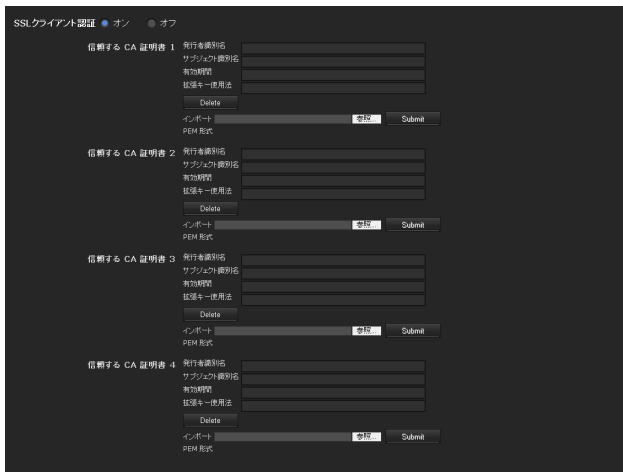 SSLクライアント認証 オン オフ
信頼する CA 証明書 1 発行者識別名
サブジェクト識別名
有効期間
拡張キー使用法
Delete
インポート 参照... Submit
PEM 形式
信頼する CA 証明書 2 発行者識別名
サブジェクト識別名
有効期間
拡張キー使用法
Delete
インポート 参照... Submit
PEM 形式
信頼する CA 証明書 3 発行者識別名
サブジェクト識別名
有効期間
拡張キー使用法
Delete
インポート 参照... Submit
PEM 形式
信頼する CA 証明書 4 発行者識別名
サブジェクト識別名
有効期間
拡張キー使用法
Delete
インポート 参照... Submit
PEM 形式